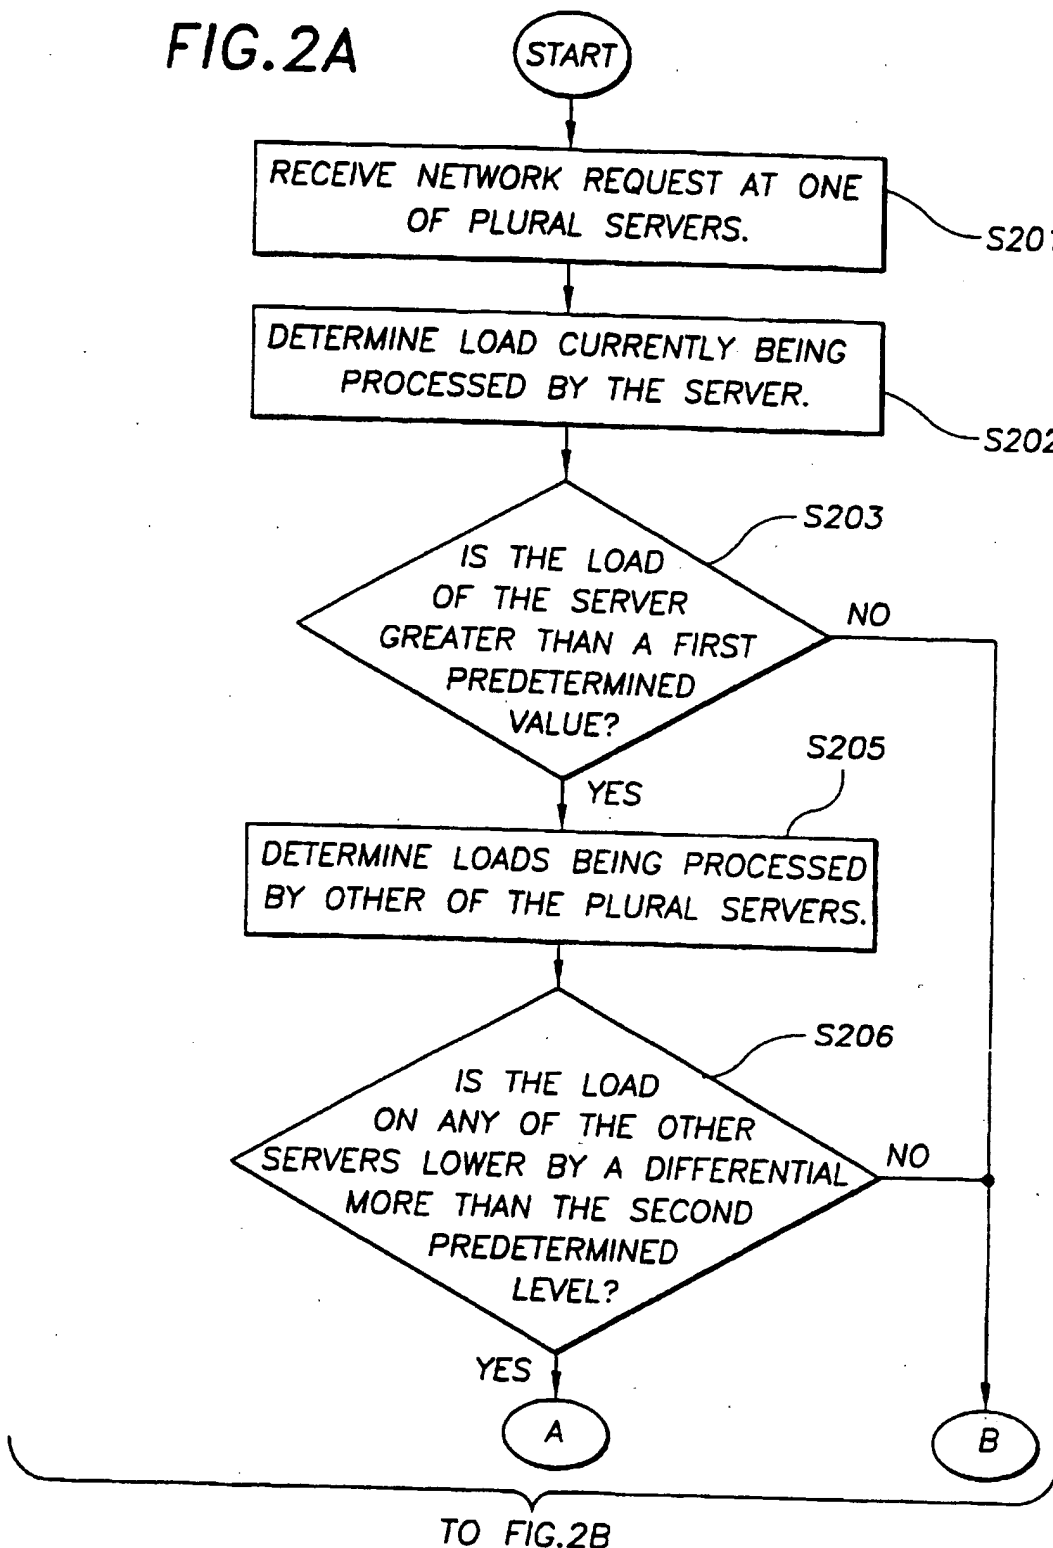 FIG.2A
START
RECEIVE NETWORK REQUEST AT ONE
OF PLURAL SERVERS.
S201
DETERMINE LOAD CURRENTLY BEING
PROCESSED BY THE SERVER.
S202
S203
IS THE LOAD
OF THE SERVER
GREATER THAN A FIRST
PREDETERMINED
VALUE?
NO
YES
S205
DETERMINE LOADS BEING PROCESSED
BY OTHER OF THE PLURAL SERVERS.
S206
IS THE LOAD
ON ANY OF THE OTHER
SERVERS LOWER BY A DIFFERENTIAL
MORE THAN THE SECOND
PREDETERMINED
LEVEL?
NO
YES
A
B
TO FIG.2B